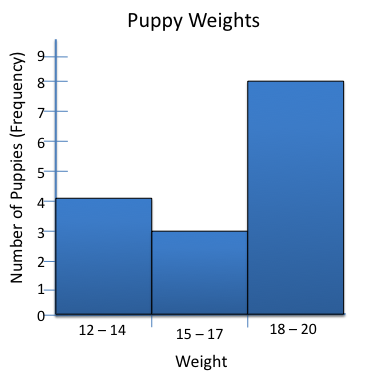 Puppy Weights
Number of Puppies (Frequency)
9
8
7
6
5
4
3
2
1
0
12 – 14
15 – 17
18 – 20
Weight